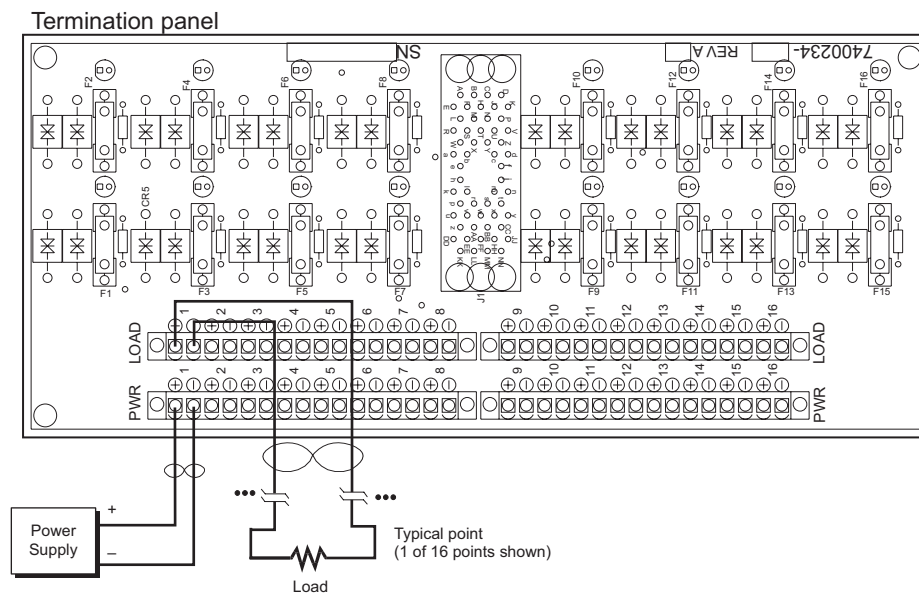 Termination panel
SN
REV A
7400234-
F2
F4
F6
F8
F10
F12
F14
F16
CR5
F1
F3
F5
F7
J1
F9
F11
F13
F15
LOAD
+ – 1 2 3 4 5 6 7 8
9 10 11 12 13 14 15 16
LOAD
PWR
1 2 3 4 5 6 7 8
9 10 11 12 13 14 15 16
PWR
+
Power
Supply
–
Typical point
(1 of 16 points shown)
Load